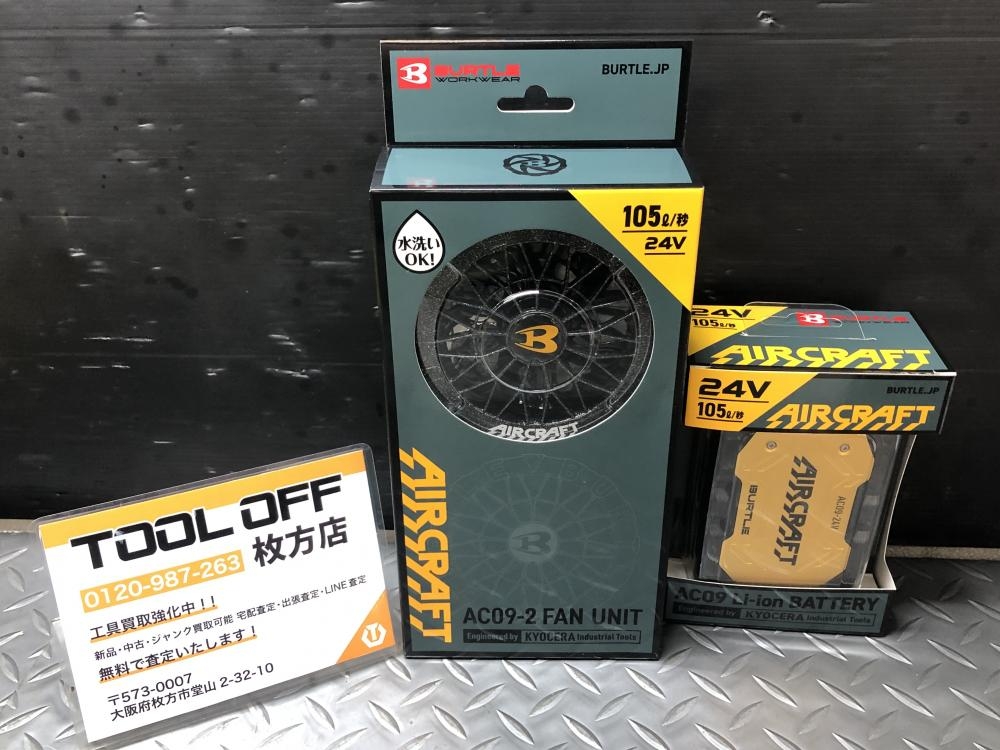 BURTLE
WORKWEAR
BURTLE.JP
水洗い
OK!
105ℓ/秒
24V
B
AIRCRAFT
AIRCRAFT
AC09-2 FAN UNIT
Engineered by KYOCERA Industrial Tools
24V
105ℓ/秒
BURTLE
WORKWEAR
AIRCRAFT
24V
105ℓ/秒
BURTLE.JP
AIRCRAFT
BURTLE
AIRCRAFT
AC09-24V
AC09 Li-ion BATTERY
Engineered by KYOCERA Industrial Tools
TOOL OFF
0120-987-263 枚方店
工具買取強化中!!
新品・中古・ジャンク買取可能 宅配査定・出張査定・LINE査定
無料で査定いたします!
〒573-0007
大阪府枚方市堂山 2-32-10